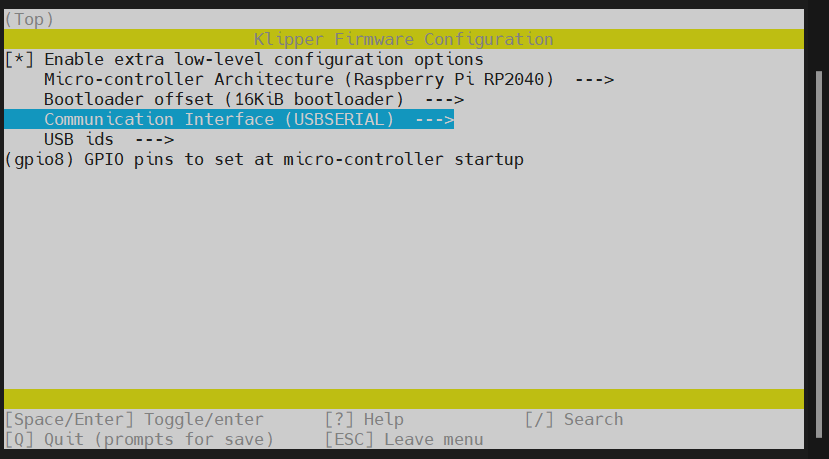 (Top)
Klipper Firmware Configuration
[*] Enable extra low-level configuration options
Micro-controller Architecture (Raspberry Pi RP2040)  --->
Bootloader offset (16KiB bootloader)  --->
Communication Interface (USBSERIAL)  --->
USB ids  --->
(gpio8) GPIO pins to set at micro-controller startup
[Space/Enter] Toggle/enter      [?] Help            [/] Search
[Q] Quit (prompts for save)     [ESC] Leave menu